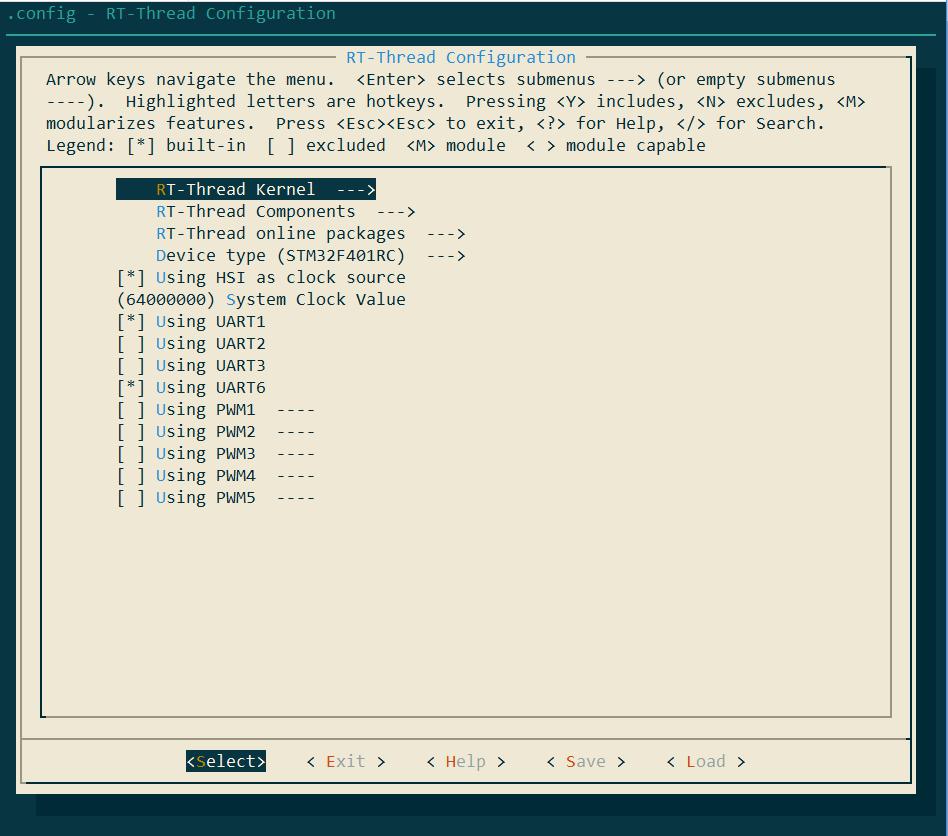 .config - RT-Thread Configuration
RT-Thread Configuration
Arrow keys navigate the menu.  <Enter> selects submenus ---> (or empty submenus
----).  Highlighted letters are hotkeys.  Pressing <Y> includes, <N> excludes, <M>
modularizes features.  Press <Esc><Esc> to exit, <?> for Help, </> for Search.
Legend: [*] built-in  [ ] excluded  <M> module  < > module capable
RT-Thread Kernel  --->
RT-Thread Components  --->
RT-Thread online packages  --->
Device type (STM32F401RC)  --->
[*] Using HSI as clock source
(64000000) System Clock Value
[*] Using UART1
[ ] Using UART2
[ ] Using UART3
[*] Using UART6
[ ] Using PWM1  ----
[ ] Using PWM2  ----
[ ] Using PWM3  ----
[ ] Using PWM4  ----
[ ] Using PWM5  ----
<Select>    < Exit >    < Help >    < Save >    < Load >